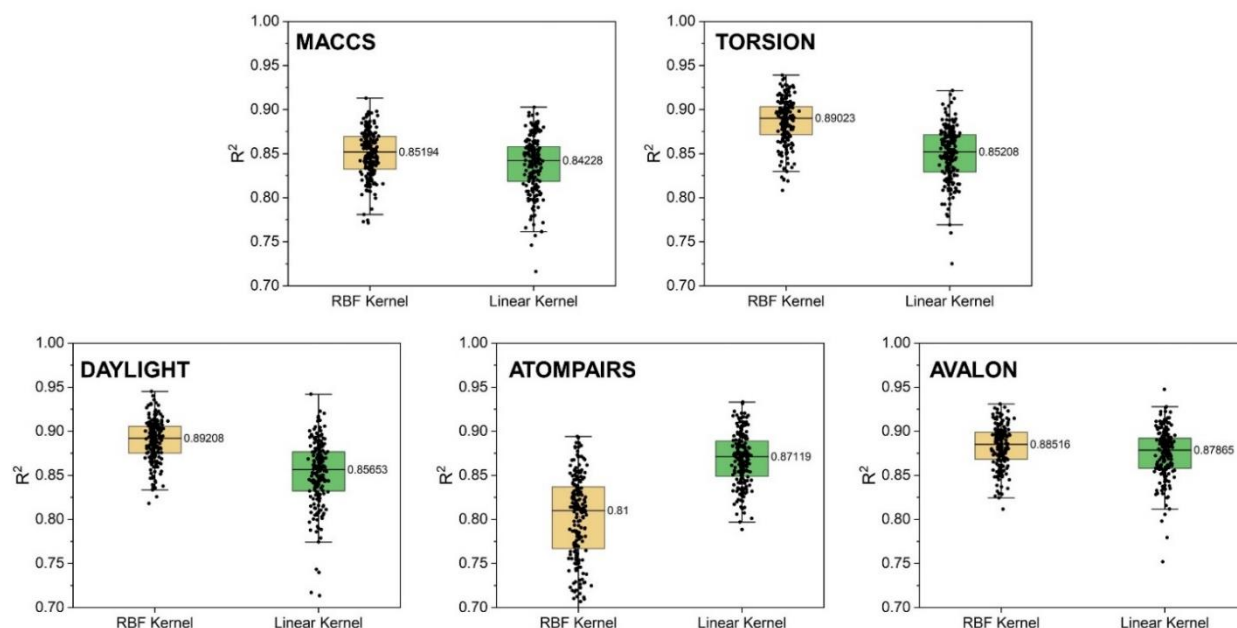 MACCS
1.00
0.95
0.90
0.85
0.80
0.75
0.70
R²
0.85194
0.84228
RBF Kernel
Linear Kernel
TORSION
1.00
0.95
0.90
0.85
0.80
0.75
0.70
R²
0.89023
0.85208
RBF Kernel
Linear Kernel
DAYLIGHT
1.00
0.95
0.90
0.85
0.80
0.75
0.70
R²
0.89208
0.85653
RBF Kernel
Linear Kernel
ATOMPAIRS
1.00
0.95
0.90
0.85
0.80
0.75
0.70
R²
0.81
0.87119
RBF Kernel
Linear Kernel
AVALON
1.00
0.95
0.90
0.85
0.80
0.75
0.70
R²
0.88516
0.87865
RBF Kernel
Linear Kernel